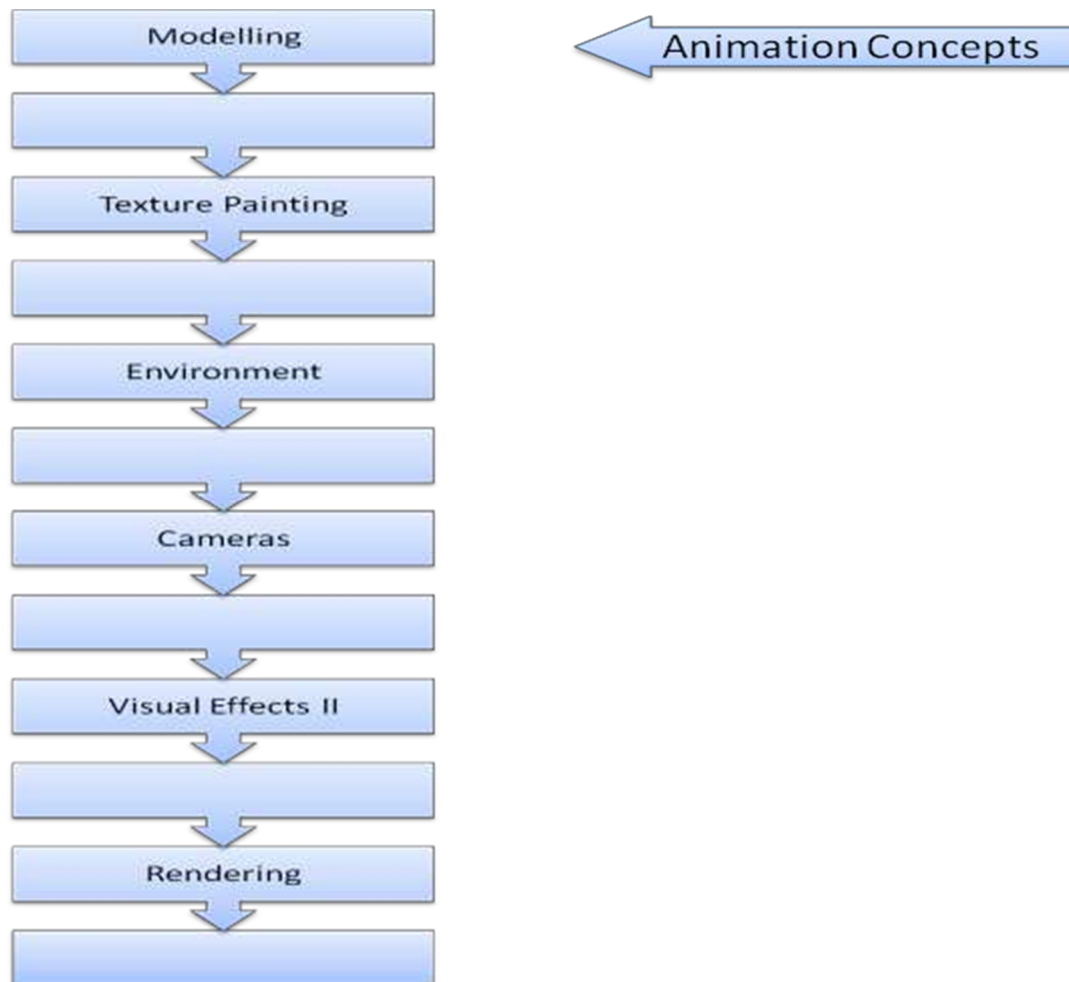 Modelling
Animation Concepts
Texture Painting
Environment
Cameras
Visual Effects II
Rendering